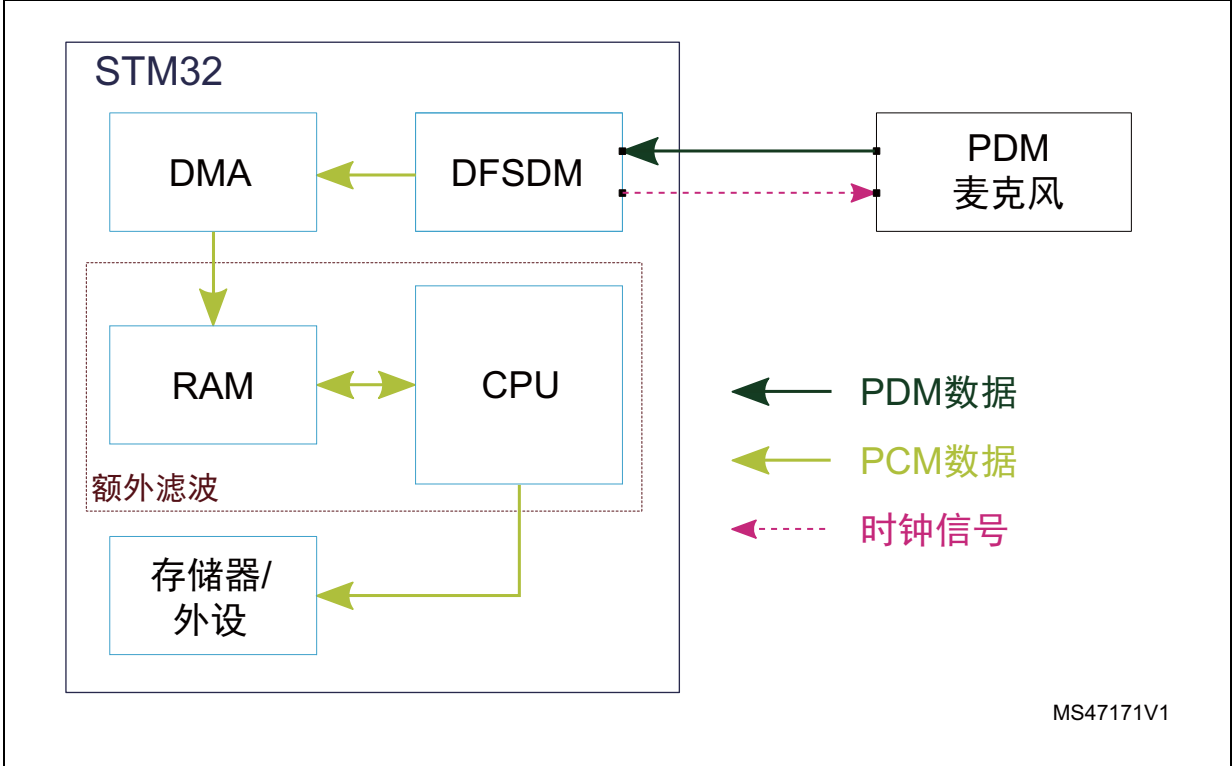 STM32
DMA
DFSDM
PDM
麦克风
RAM
CPU
额外滤波
存储器/
外设
PDM数据
PCM数据
时钟信号
MS47171V1